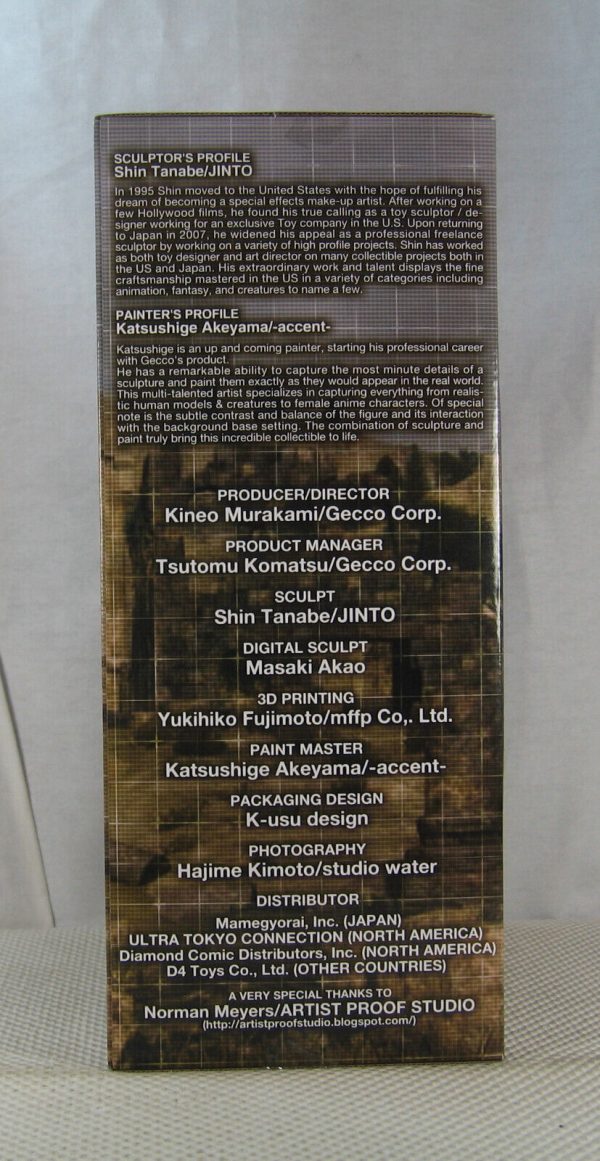 SCULPTOR'S PROFILE
Shin Tanabe/JINTO
In 1995 Shin moved to the United States with the hope of fulfilling his
dream of becoming a special effects make-up artist. After working on a
few Hollywood films, he found his true calling as a toy sculptor / de-
signer working for an exclusive Toy company in the U.S. Upon returning
to Japan in 2007, he widened his appeal as a professional freelance
sculptor by working on a variety of high profile projects. Shin has worked
as both toy designer and art director on many collectible projects both in
the US and Japan. His extraordinary work and talent displays the fine
craftsmanship mastered in the US in a variety of categories including
animation, fantasy, and creatures to name a few.
PAINTER'S PROFILE
Katsushige Akeyama/-accent-
Katsushige is an up and coming painter, starting his professional career
with Gecco's product.
He has a remarkable ability to capture the most minute details of a
sculpture and paint them exactly as they would appear in the real world.
This multi-talented artist specializes in capturing everything from realis-
tic human models & creatures to female anime characters. Of special
note is the subtle contrast and balance of the figure and its interaction
with the background base setting. The combination of sculpture and
paint truly bring this incredible collectible to life.
PRODUCER/DIRECTOR
Kineo Murakami/Gecco Corp.
PRODUCT MANAGER
Tsutomu Komatsu/Gecco Corp.
SCULPT
Shin Tanabe/JINTO
DIGITAL SCULPT
Masaki Akao
3D PRINTING
Yukihiko Fujimoto/mffp Co,. Ltd.
PAINT MASTER
Katsushige Akeyama/-accent-
PACKAGING DESIGN
K-usu design
PHOTOGRAPHY
Hajime Kimoto/studio water
DISTRIBUTOR
Mamegyorai, Inc. (JAPAN)
ULTRA TOKYO CONNECTION (NORTH AMERICA)
Diamond Comic Distributors, Inc. (NORTH AMERICA)
D4 Toys Co., Ltd. (OTHER COUNTRIES)
A VERY SPECIAL THANKS TO
Norman Meyers/ARTIST PROOF STUDIO
(http://artistproofstudio.blogspot.com/)